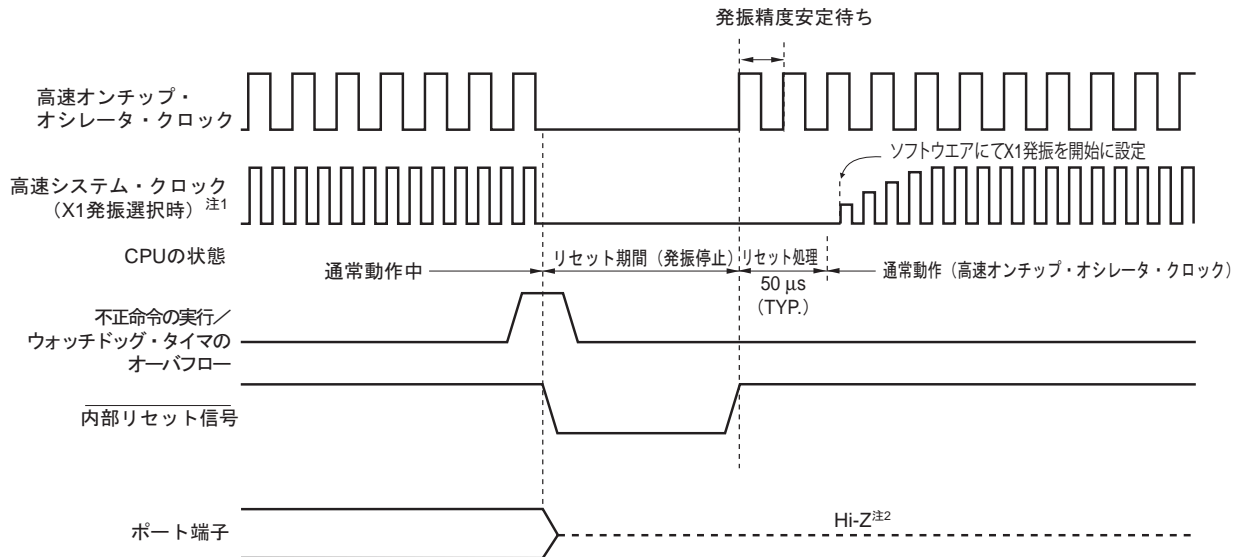 発振精度安定待ち
高速オンチップ・
オシレータ・クロック
ソフトウエアにてX1発振を開始に設定
高速システム・クロック
（X1発振選択時）注1
CPUの状態
通常動作中
リセット期間（発振停止）
リセット処理
50 μs
（TYP.）
通常動作（高速オンチップ・オシレータ・クロック）
不正命令の実行／
ウォッチドッグ・タイマの
オーバフロー
内部リセット信号
ポート端子
Hi-Z注2